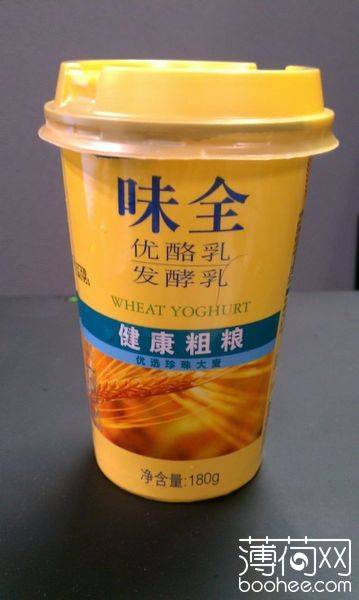 味全
优酪乳
发酵乳
WHEAT YOGHURT
健康粗粮
优选珍珠大麦
净含量:180g
薄荷网
boohee.com